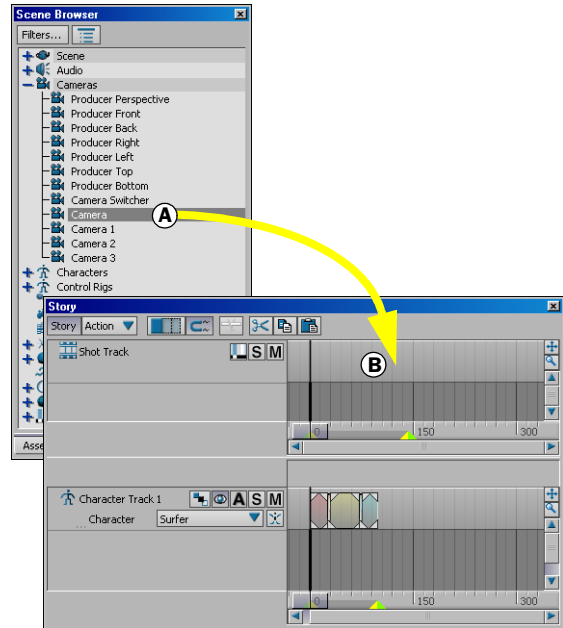 Scene Browser
Filters...
Scene
Audio
Cameras
Producer Perspective
Producer Front
Producer Back
Producer Right
Producer Left
Producer Top
Producer Bottom
Camera Switcher
Camera
A
Camera 1
Camera 2
Camera 3
Characters
Control Rigs
Asse
Story
Story Action
Shot Track
S M
B
0 150 300
Character Track 1
A S M
... Character Surfer
0 150 300